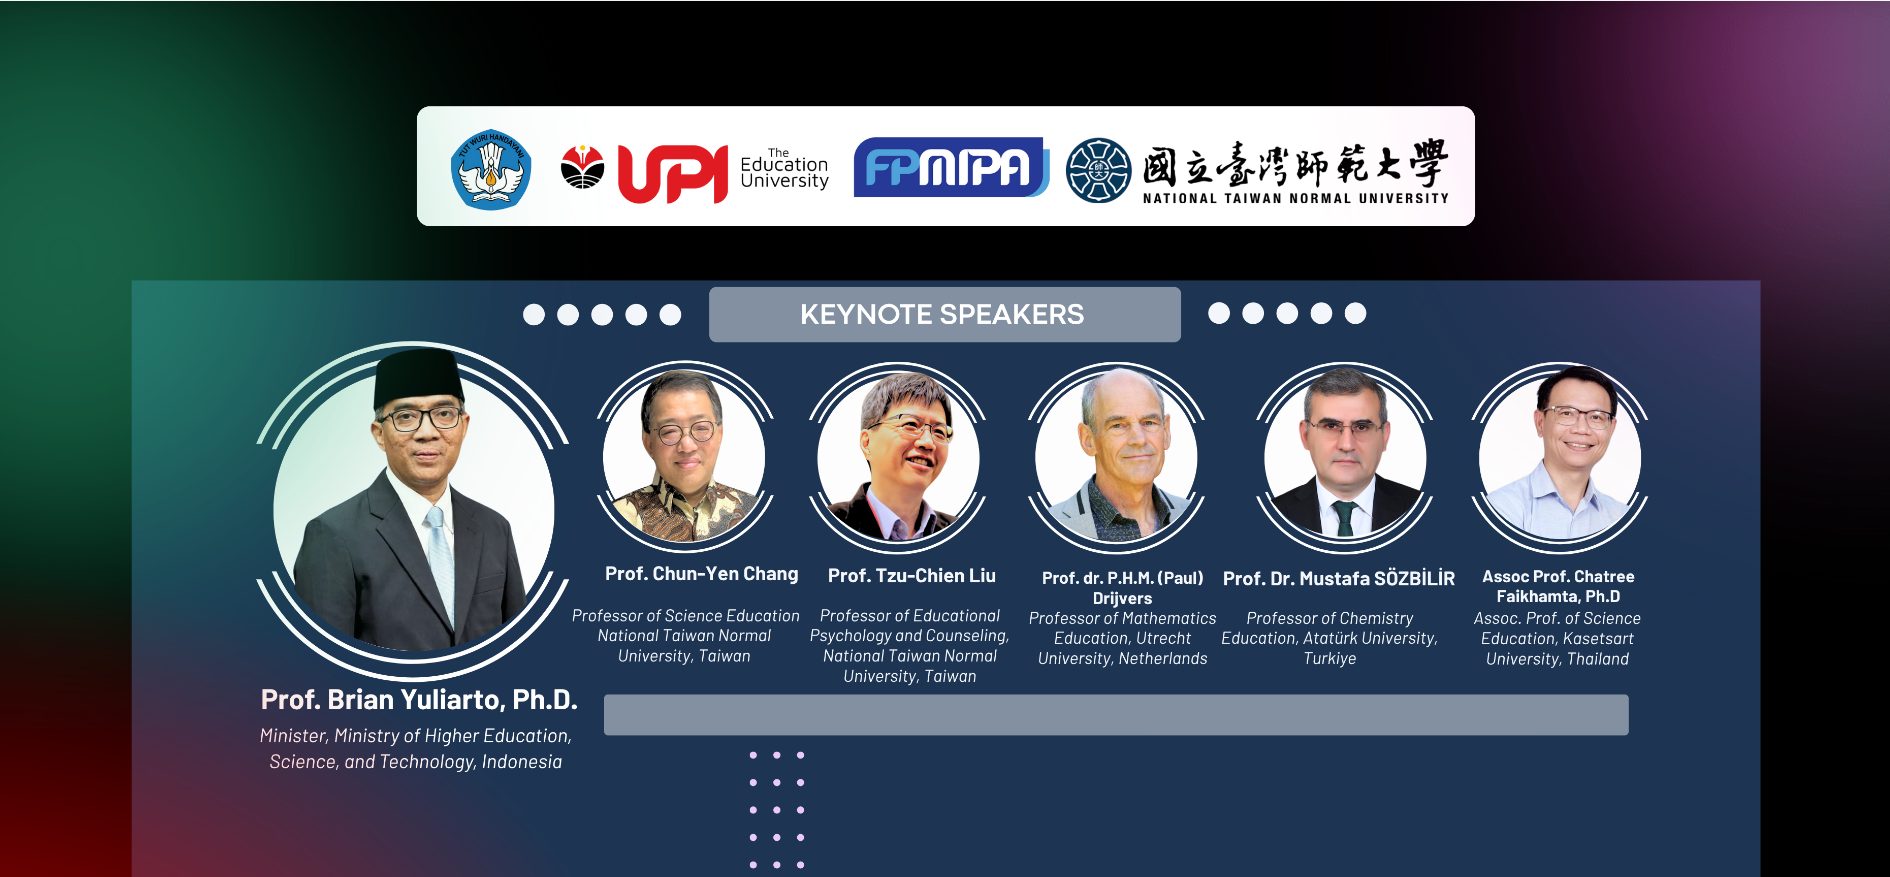 TUT WURI HANDAYANI
UPI
The
Education
University
FPMIPA
師大
國立臺灣師範大學
NATIONAL TAIWAN NORMAL UNIVERSITY
KEYNOTE SPEAKERS
Prof. Brian Yuliarto, Ph.D.
Minister, Ministry of Higher Education,
Science, and Technology, Indonesia
Prof. Chun-Yen Chang
Professor of Science Education
National Taiwan Normal
University, Taiwan
Prof. Tzu-Chien Liu
Professor of Educational
Psychology and Counseling,
National Taiwan Normal
University, Taiwan
Prof. dr. P.H.M. (Paul)
Drijvers
Professor of Mathematics
Education, Utrecht
University, Netherlands
Prof. Dr. Mustafa SÖZBİLİR
Professor of Chemistry
Education, Atatürk University,
Turkiye
Assoc Prof. Chatree
Faikhamta, Ph.D
Assoc. Prof. of Science
Education, Kasetsart
University, Thailand